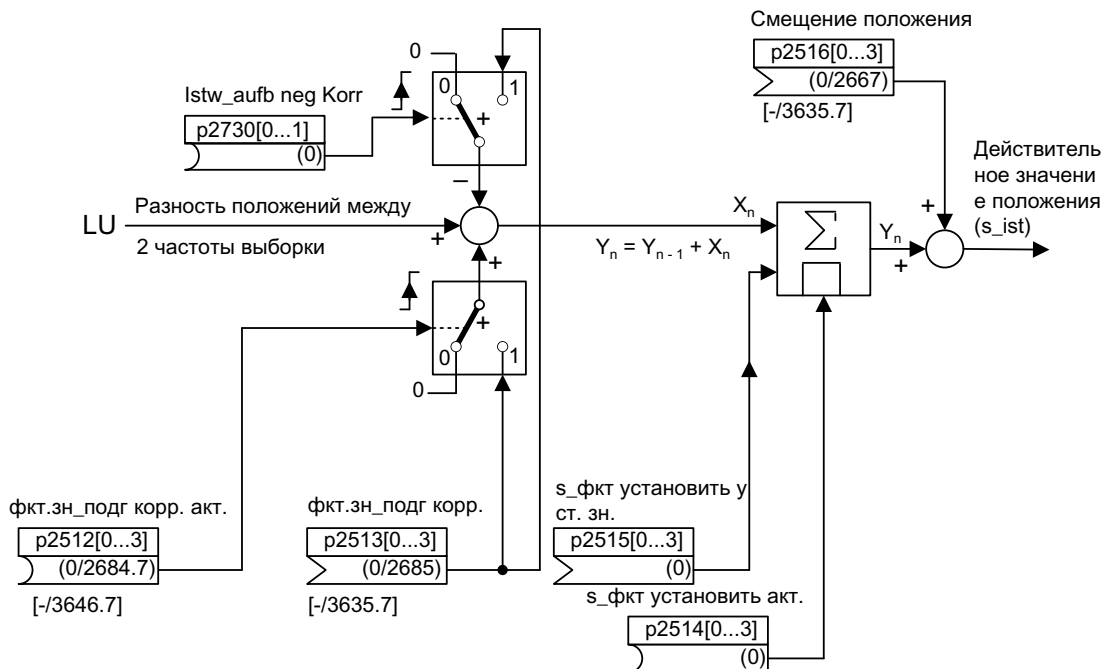 Смещение положения
p2516[0...3]
(0/2667)
[-/3635.7]
0
0
1
+
Istw_aufb neg Korr
p2730[0...1]
(0)
–
Действитель
ное значени
е положения
(s_ist)
LU
Разность положений между
2 частоты выборки
+
+
Xn
Yn = Yn - 1 + Xn
Σ
Yn
+
+
+
0
1
0
фкт.зн_подг корр. акт.
p2512[0...3]
(0/2684.7)
[-/3646.7]
фкт.зн_подг корр.
p2513[0...3]
(0/2685)
[-/3635.7]
s_фкт установить у
ст. зн.
p2515[0...3]
(0)
s_фкт установить акт.
p2514[0...3]
(0)